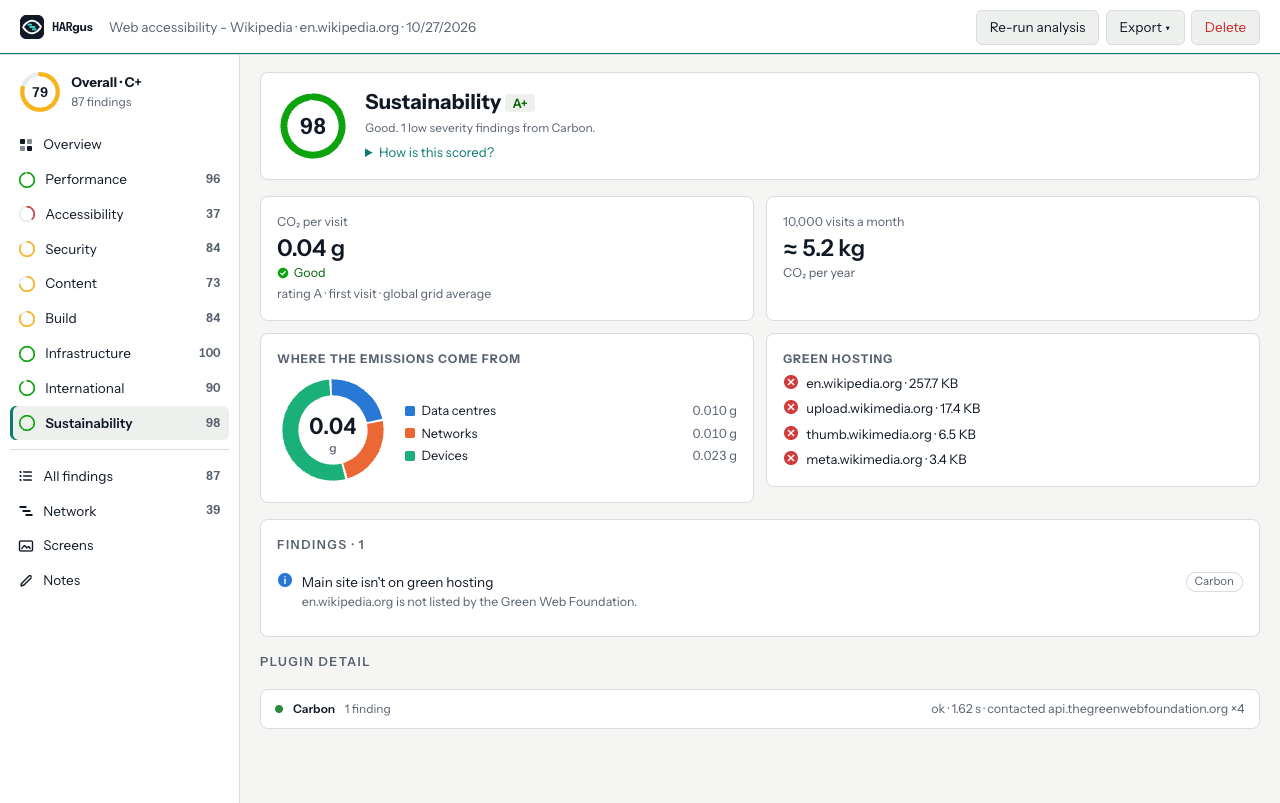 HARgus
Web accessibility - Wikipedia · en.wikipedia.org · 10/27/2026
Re-run analysis
Export ▾
Delete
79
Overall · C+
87 findings
Overview
Performance 96
Accessibility 37
Security 84
Content 73
Build 84
Infrastructure 100
International 90
Sustainability 98
All findings 87
Network 39
Screens
Notes
98
Sustainability A+
Good. 1 low severity findings from Carbon.
▶ How is this scored?
CO₂ per visit
0.04 g
Good
rating A · first visit · global grid average
10,000 visits a month
≈ 5.2 kg
CO₂ per year
WHERE THE EMISSIONS COME FROM
0.04
g
Data centres 0.010 g
Networks 0.010 g
Devices 0.023 g
GREEN HOSTING
en.wikipedia.org · 257.7 KB
upload.wikimedia.org · 17.4 KB
thumb.wikimedia.org · 6.5 KB
meta.wikimedia.org · 3.4 KB
FINDINGS · 1
Main site isn't on green hosting
Carbon
en.wikipedia.org is not listed by the Green Web Foundation.
PLUGIN DETAIL
Carbon 1 finding
ok · 1.62 s · contacted api.thegreenwebfoundation.org ×4